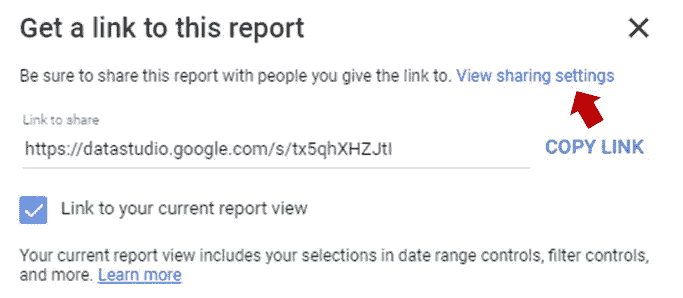 Get a link to this report
Be sure to share this report with people you give the link to. View sharing settings
Link to share
https://datastudio.google.com/s/tx5qhXHZJtI
COPY LINK
Link to your current report view
Your current report view includes your selections in date range controls, filter controls,
and more. Learn more